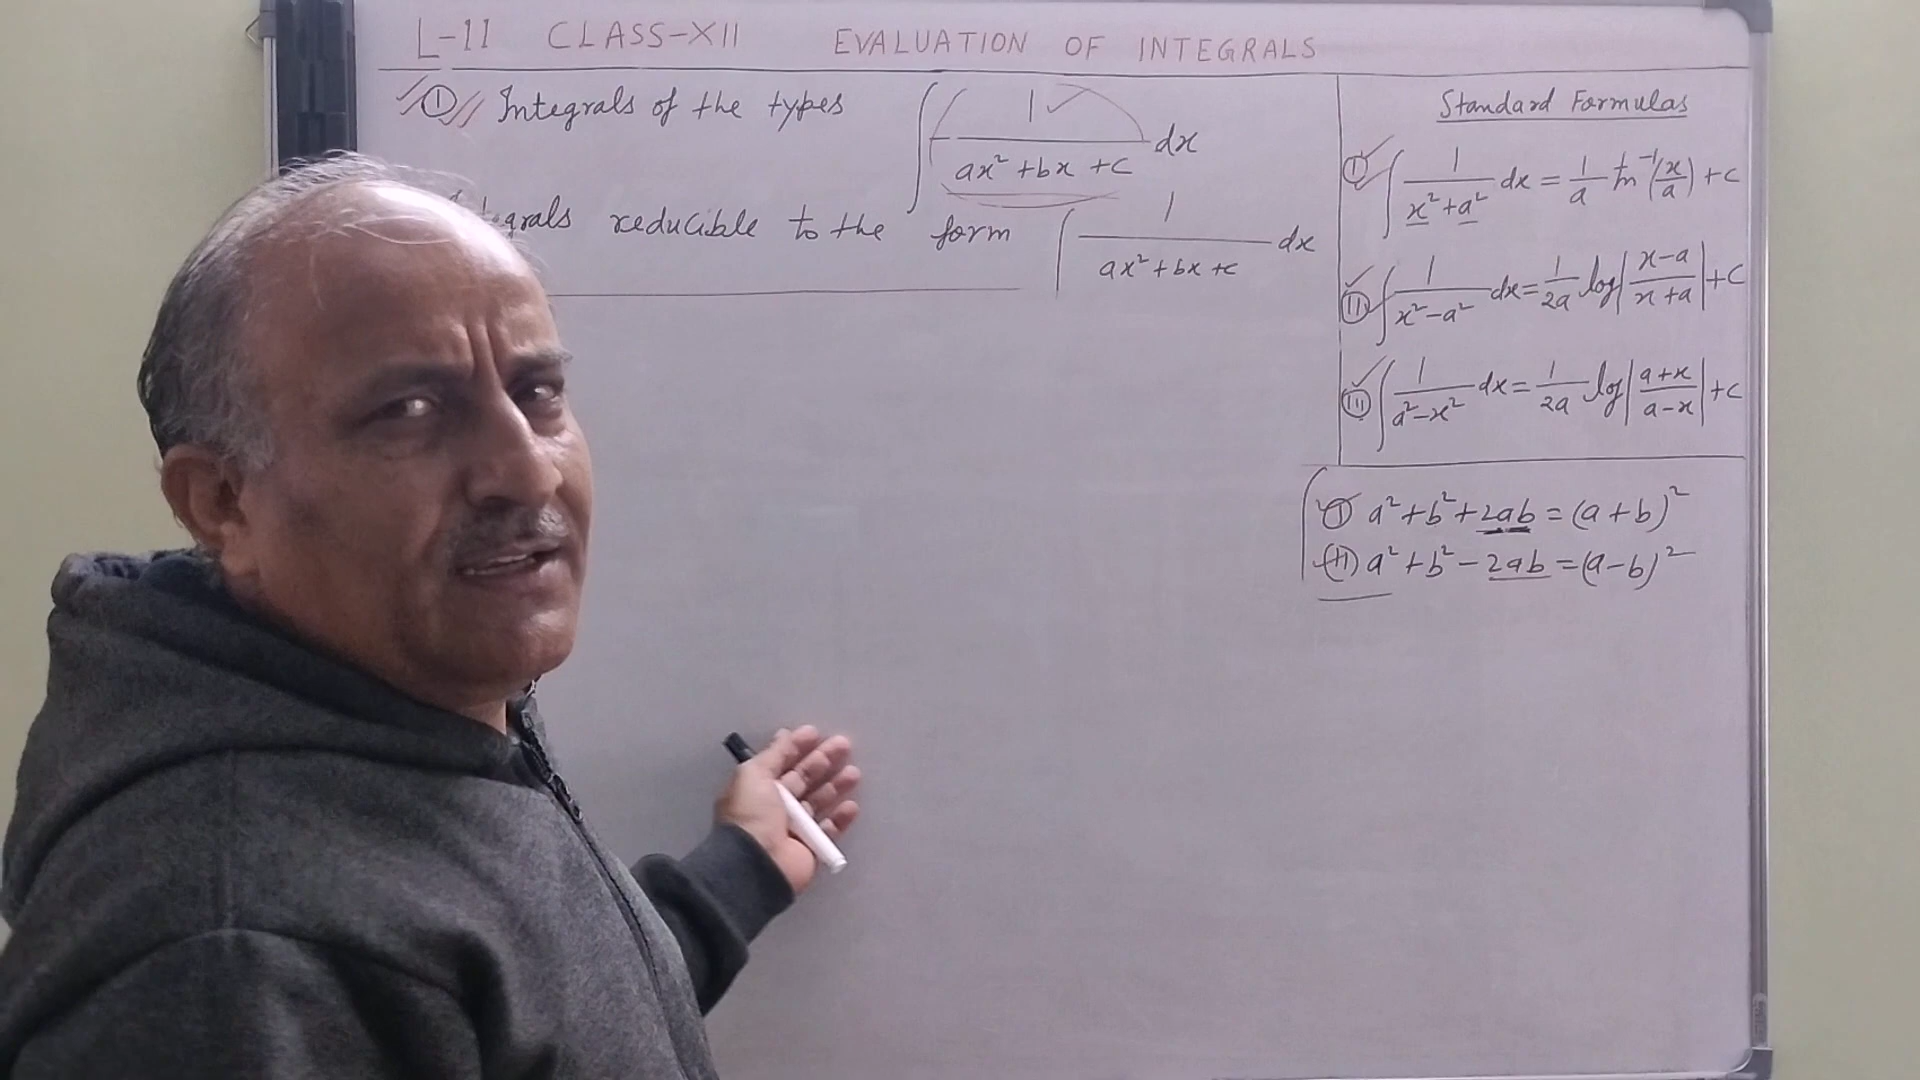 L-11 CLASS-XII EVALUATION OF INTEGRALS
① Integrals of the types ∫ 1/(ax²+bx+c) dx
reducible to the form ∫ 1/(ax²+bx+c) dx
Standard Formulas
Ⓘ ∫ 1/(x²+a²) dx = 1/a tan⁻¹(x/a) + c
Ⓘⓘ ∫ 1/(x²-a²) dx = 1/2a log|(x-a)/(x+a)| + c
Ⓘⓘⓘ ∫ 1/(a²-x²) dx = 1/2a log|(a+x)/(a-x)| + c
Ⓘ a²+b²+2ab = (a+b)²
(II) a²+b²-2ab = (a-b)²